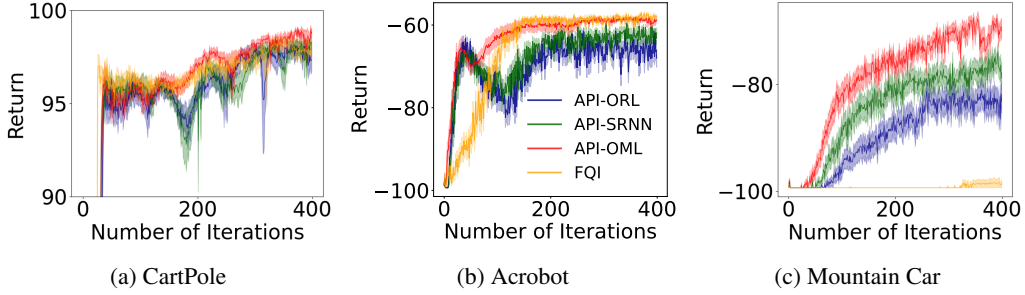 100
95
90
Return
0
200
400
Number of Iterations
(a) CartPole
−60
−80
−100
Return
API-ORL
API-SRNN
API-OML
FQI
0
200
400
Number of Iterations
(b) Acrobot
−80
−100
Return
0
200
400
Number of Iterations
(c) Mountain Car